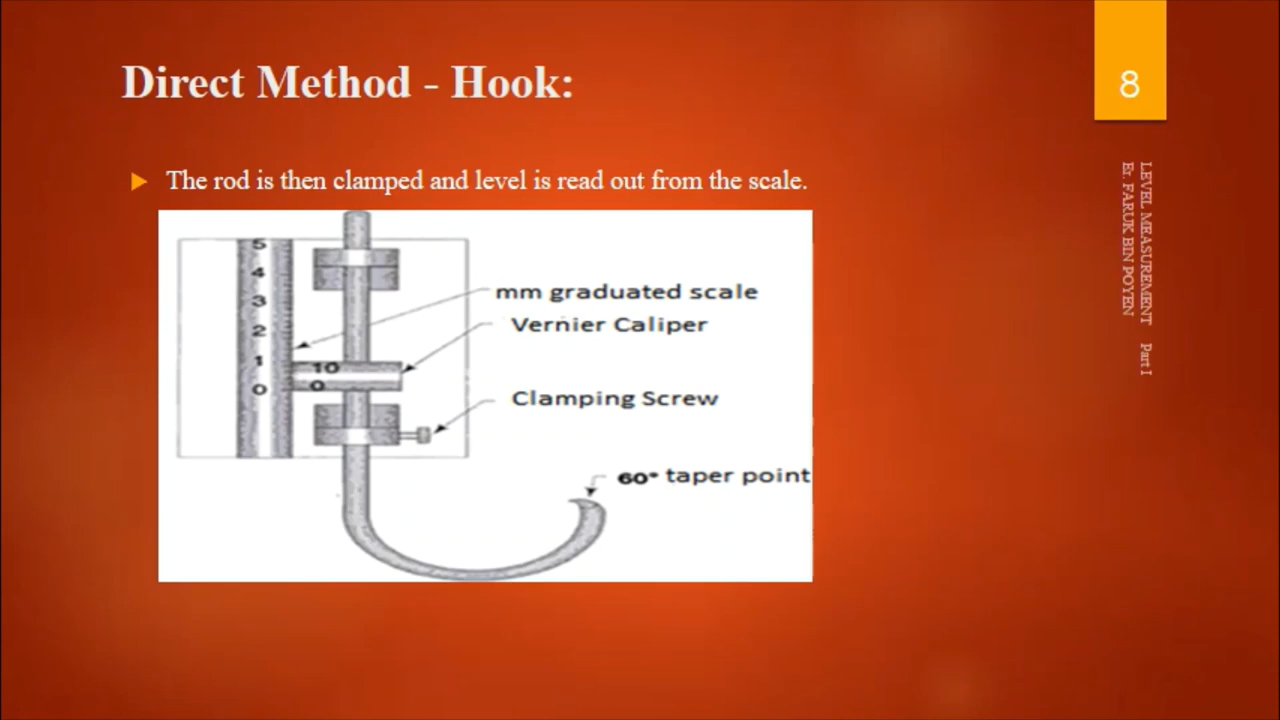 Direct Method - Hook:
8
The rod is then clamped and level is read out from the scale.
5
4
3
2
1
0
10
0
mm graduated scale
Vernier Caliper
Clamping Screw
60° taper point
LEVEL MEASUREMENT Part I
Er. FARUK BIN POYEN